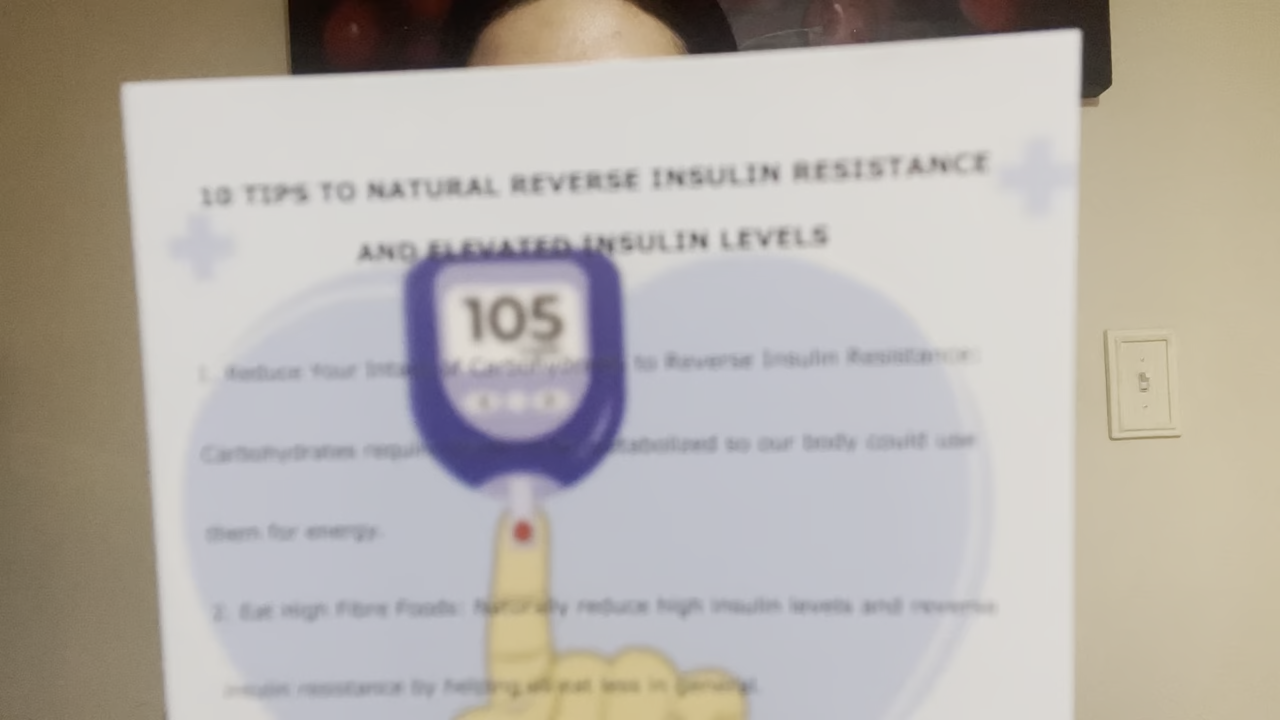 10 TIPS TO NATURAL REVERSE INSULIN RESISTANCE
AND ELEVATED INSULIN LEVELS
105
1. Reduce Your Intake of Carbohydrates to Reverse Insulin Resistance:
Carbohydrates require metabolized so our body could use
them for energy.
2. Eat High Fibre Foods: Naturally reduce high insulin levels and reverse
insulin resistance by helping eat less in general.